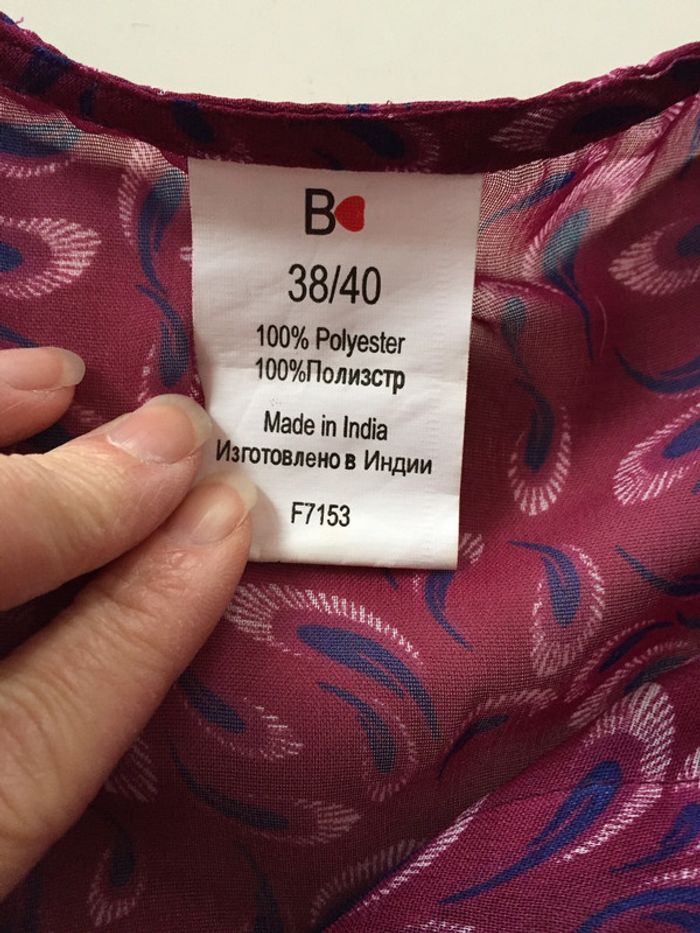 B
38/40
100% Polyester
100%Полизстр
Made in India
Изготовлено в Индии
F7153